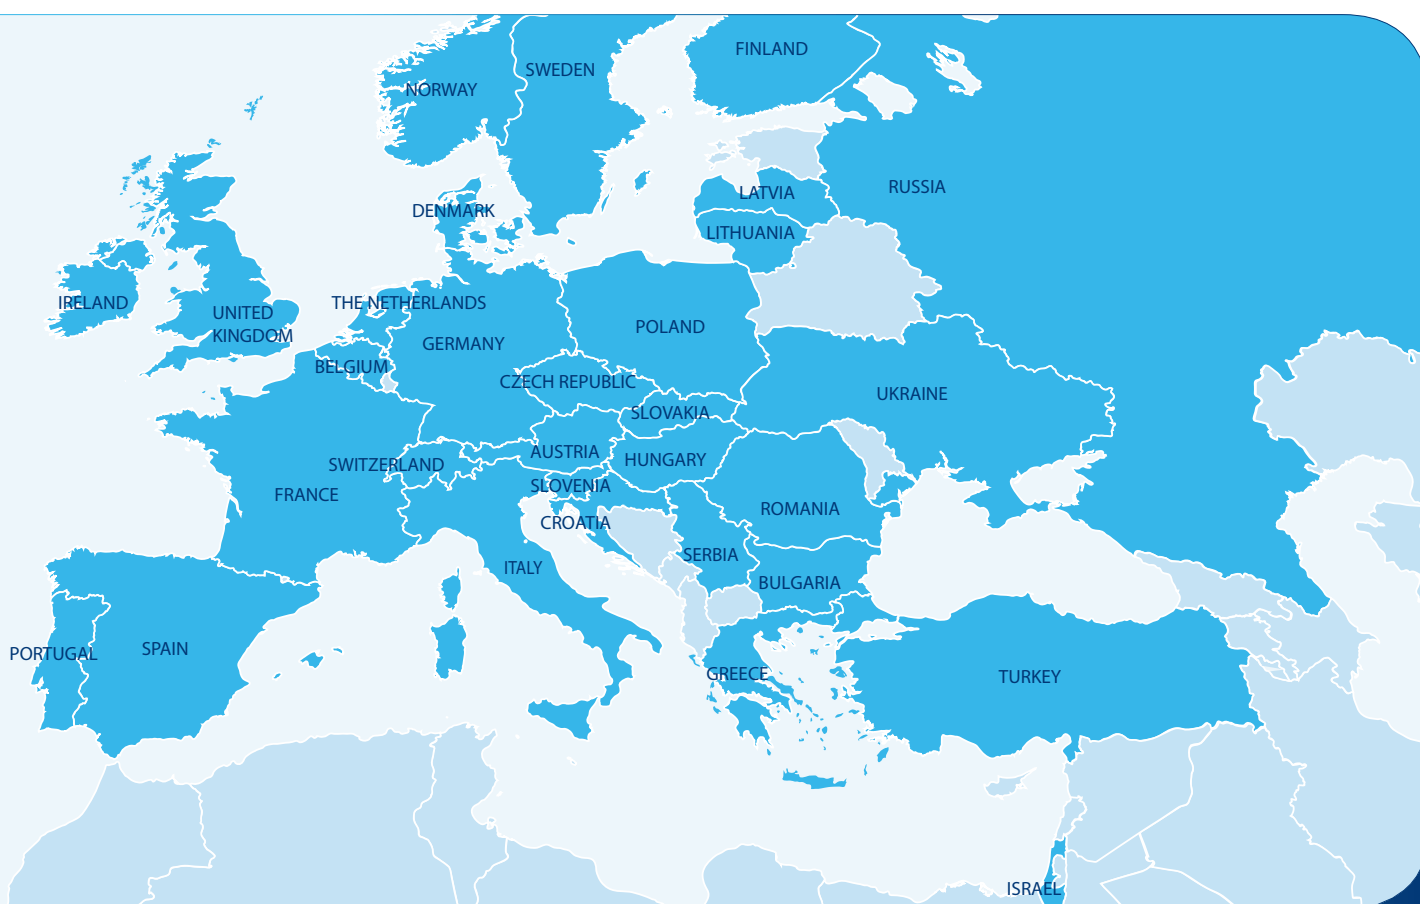 FINLAND
SWEDEN
NORWAY
RUSSIA
LATVIA
DENMARK
LITHUANIA
IRELAND
THE NETHERLANDS
UNITED
KINGDOM
POLAND
GERMANY
BELGIUM
CZECH REPUBLIC
UKRAINE
SLOVAKIA
AUSTRIA
HUNGARY
SWITZERLAND
SLOVENIA
FRANCE
ROMANIA
CROATIA
SERBIA
ITALY
BULGARIA
SPAIN
PORTUGAL
GREECE
TURKEY
ISRAEL